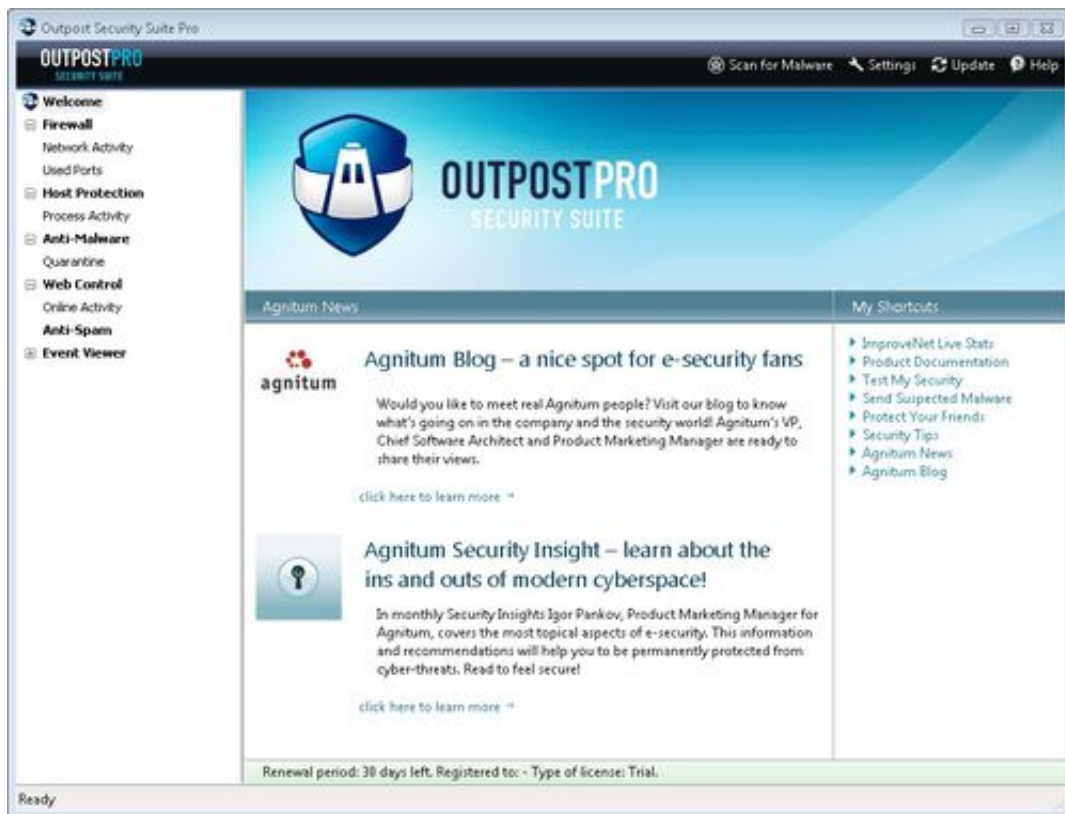 Outpost Security Suite Pro
OUTPOSTPRO
SECURITY SUITE
Scan for Malware
Settings
Update
Help
Welcome
Firewall
Network Activity
Used Ports
Host Protection
Process Activity
Anti-Malware
Quarantine
Web Control
Online Activity
Anti-Spam
Event Viewer
OUTPOSTPRO
SECURITY SUITE
Agnitum News
agnitum
Agnitum Blog – a nice spot for e-security fans
Would you like to meet real Agnitum people? Visit our blog to know
what's going on in the company and the security world! Agnitum's VP,
Chief Software Architect and Product Marketing Manager are ready to
share their views.
click here to learn more →
Agnitum Security Insight – learn about the
ins and outs of modern cyberspace!
In monthly Security Insights Igor Pankov, Product Marketing Manager for
Agnitum, covers the most topical aspects of e-security. This information
and recommendations will help you to be permanently protected from
cyber-threats. Read to feel secure!
click here to learn more →
My Shortcuts
ImproveNet Live Stats
Product Documentation
Test My Security
Send Suspected Malware
Protect Your Friends
Security Tips
Agnitum News
Agnitum Blog
Renewal period: 30 days left. Registered to: - Type of license: Trial.
Ready